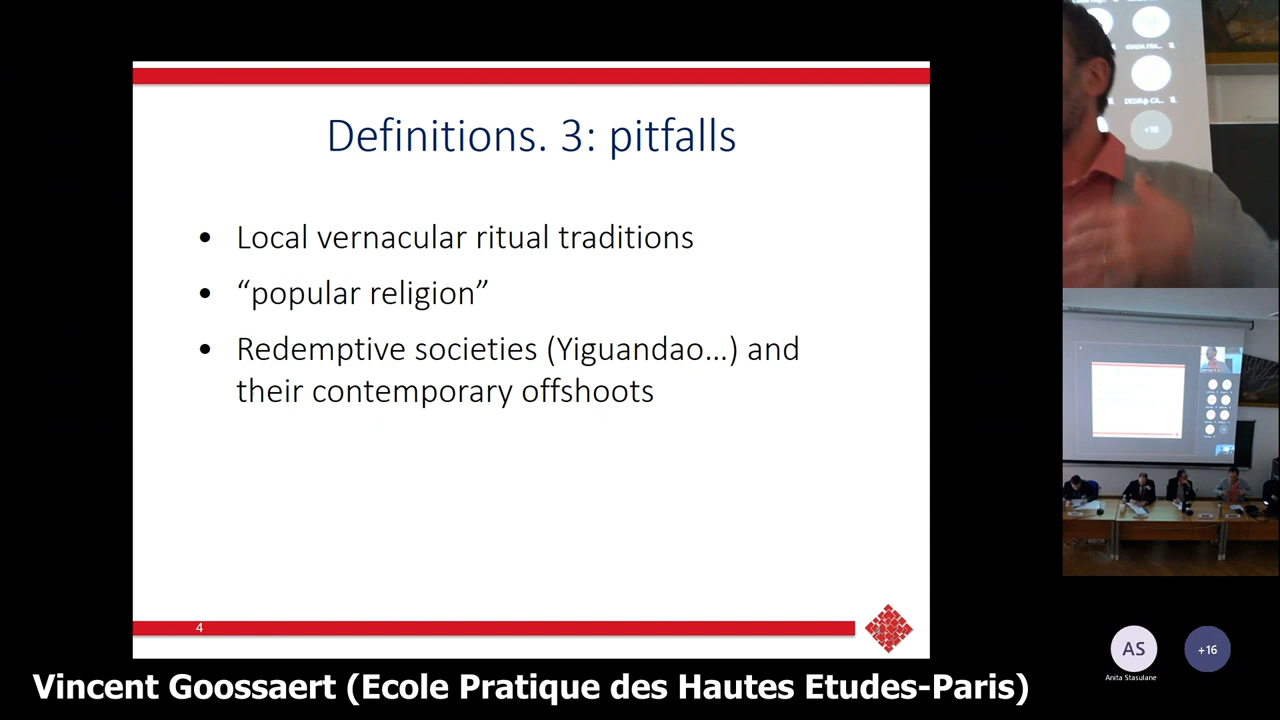 Definitions. 3: pitfalls
• Local vernacular ritual traditions
• “popular religion”
• Redemptive societies (Yiguandao...) and
their contemporary offshoots
4
Vincent Goossaert (Ecole Pratique des Hautes Etudes-Paris)
+10
AS
+16
Anita Stasulane